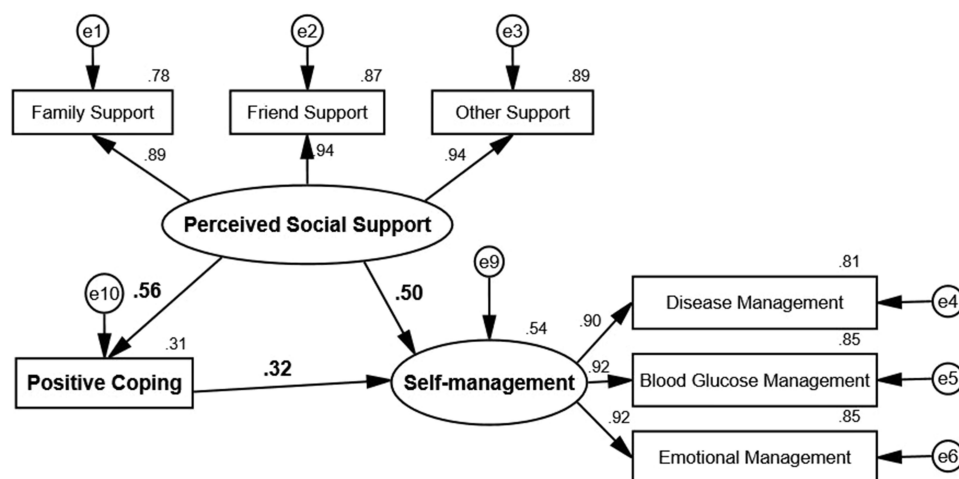 e1
e2
e3
.78
.87
.89
Family Support
Friend Support
Other Support
.89
.94
.94
Perceived Social Support
e10
.56
.50
e9
.31
.54
Positive Coping
.32
Self-management
.90
.92
.92
.81
Disease Management
e4
.85
Blood Glucose Management
e5
.85
Emotional Management
e6